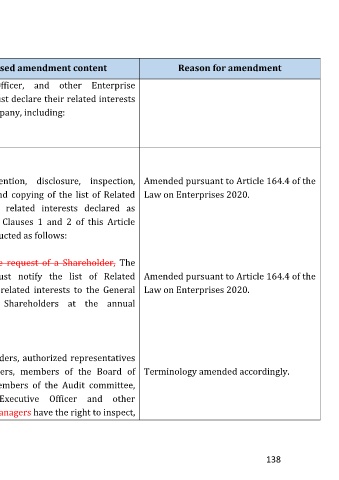 sed amendment content
Reason for amendment
fficer, and other Enterprise
st declare their related interests
pany, including:
ention, disclosure, inspection,
nd copying of the list of Related
related interests declared as
Clauses 1 and 2 of this Article
ucted as follows:
Amended pursuant to Article 164.4 of the
Law on Enterprises 2020.
e request of a Shareholder, The
ust notify the list of Related
related interests to the General
Shareholders at the annual
Amended pursuant to Article 164.4 of the
Law on Enterprises 2020.
ders, authorized representatives
ers, members of the Board of
embers of the Audit committee,
Executive Officer and other
anagers have the right to inspect,
Terminology amended accordingly.
138